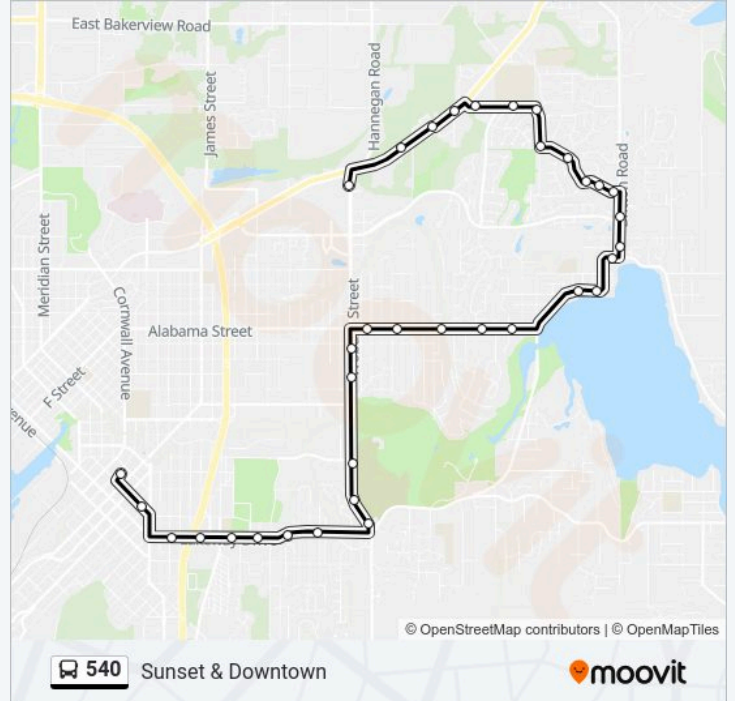 East Bakerview Road
James Street
Hannegan Road
Road
Meridian Street
Cornwall Avenue
Street
Alabama Street
F Street
© OpenStreetMap contributors | © OpenMapTiles
540 Sunset & Downtown
moovit